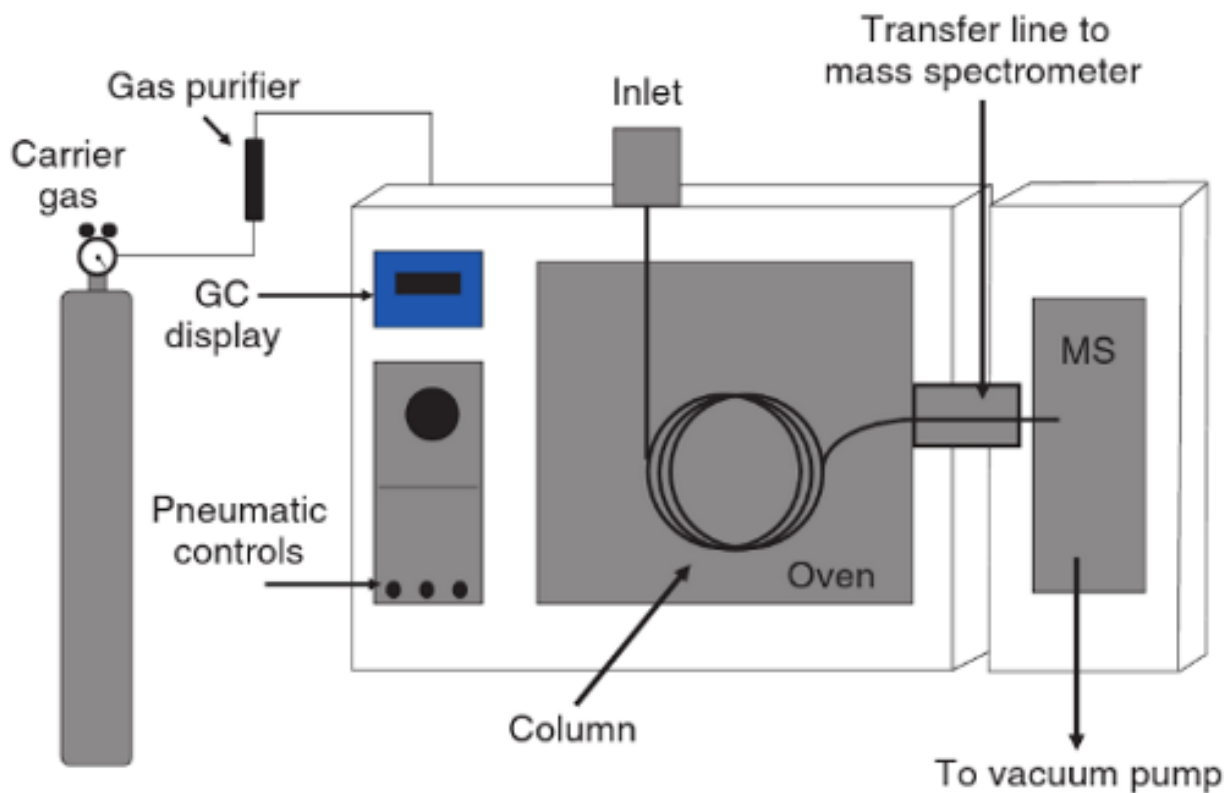 Transfer line to
mass spectrometer
Gas purifier
Inlet
Carrier
gas
GC
display
MS
Pneumatic
controls
Oven
Column
To vacuum pump